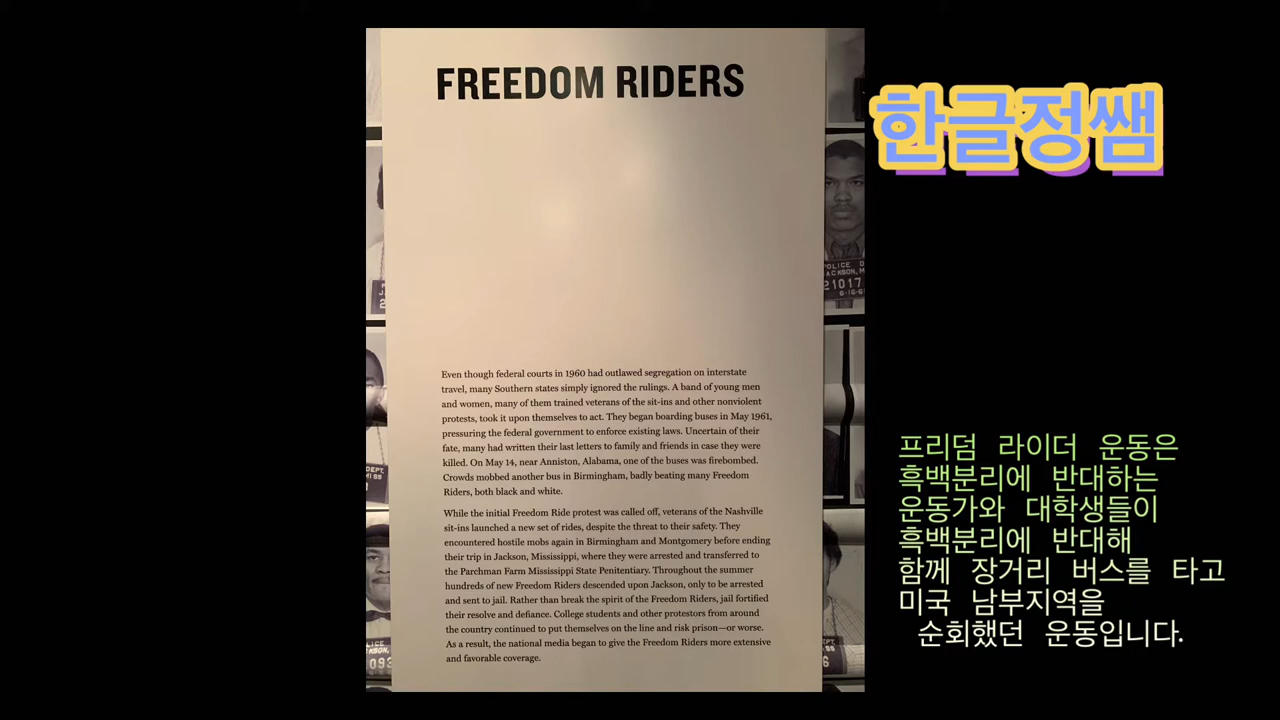 FREEDOM RIDERS
Even though federal courts in 1960 had outlawed segregation on interstate
travel, many Southern states simply ignored the rulings. A band of young men
and women, many of them trained veterans of the sit-ins and other nonviolent
protests, took it upon themselves to act. They began boarding buses in May 1961,
pressuring the federal government to enforce existing laws. Uncertain of their
fate, many had written their last letters to family and friends in case they were
killed. On May 14, near Anniston, Alabama, one of the buses was firebombed.
Crowds mobbed another bus in Birmingham, badly beating many Freedom
Riders, both black and white.
While the initial Freedom Ride protest was called off, veterans of the Nashville
sit-ins launched a new set of rides, despite the threat to their safety. They
encountered hostile mobs again in Birmingham and Montgomery before ending
their trip in Jackson, Mississippi, where they were arrested and transferred to
the Parchman Farm Mississippi State Penitentiary. Throughout the summer
hundreds of new Freedom Riders descended upon Jackson, only to be arrested
and sent to jail. Rather than break the spirit of the Freedom Riders, jail fortified
their resolve and defiance. College students and other protestors from around
the country continued to put themselves on the line and risk prison—or worse.
As a result, the national media began to give the Freedom Riders more extensive
and favorable coverage.
한글정쌤
POLICE D
JACKSON, M
21017
프리덤 라이더 운동은
흑백분리에 반대하는
운동가와 대학생들이
흑백분리에 반대해
함께 장거리 버스를 타고
미국 남부지역을
순회했던 운동입니다.